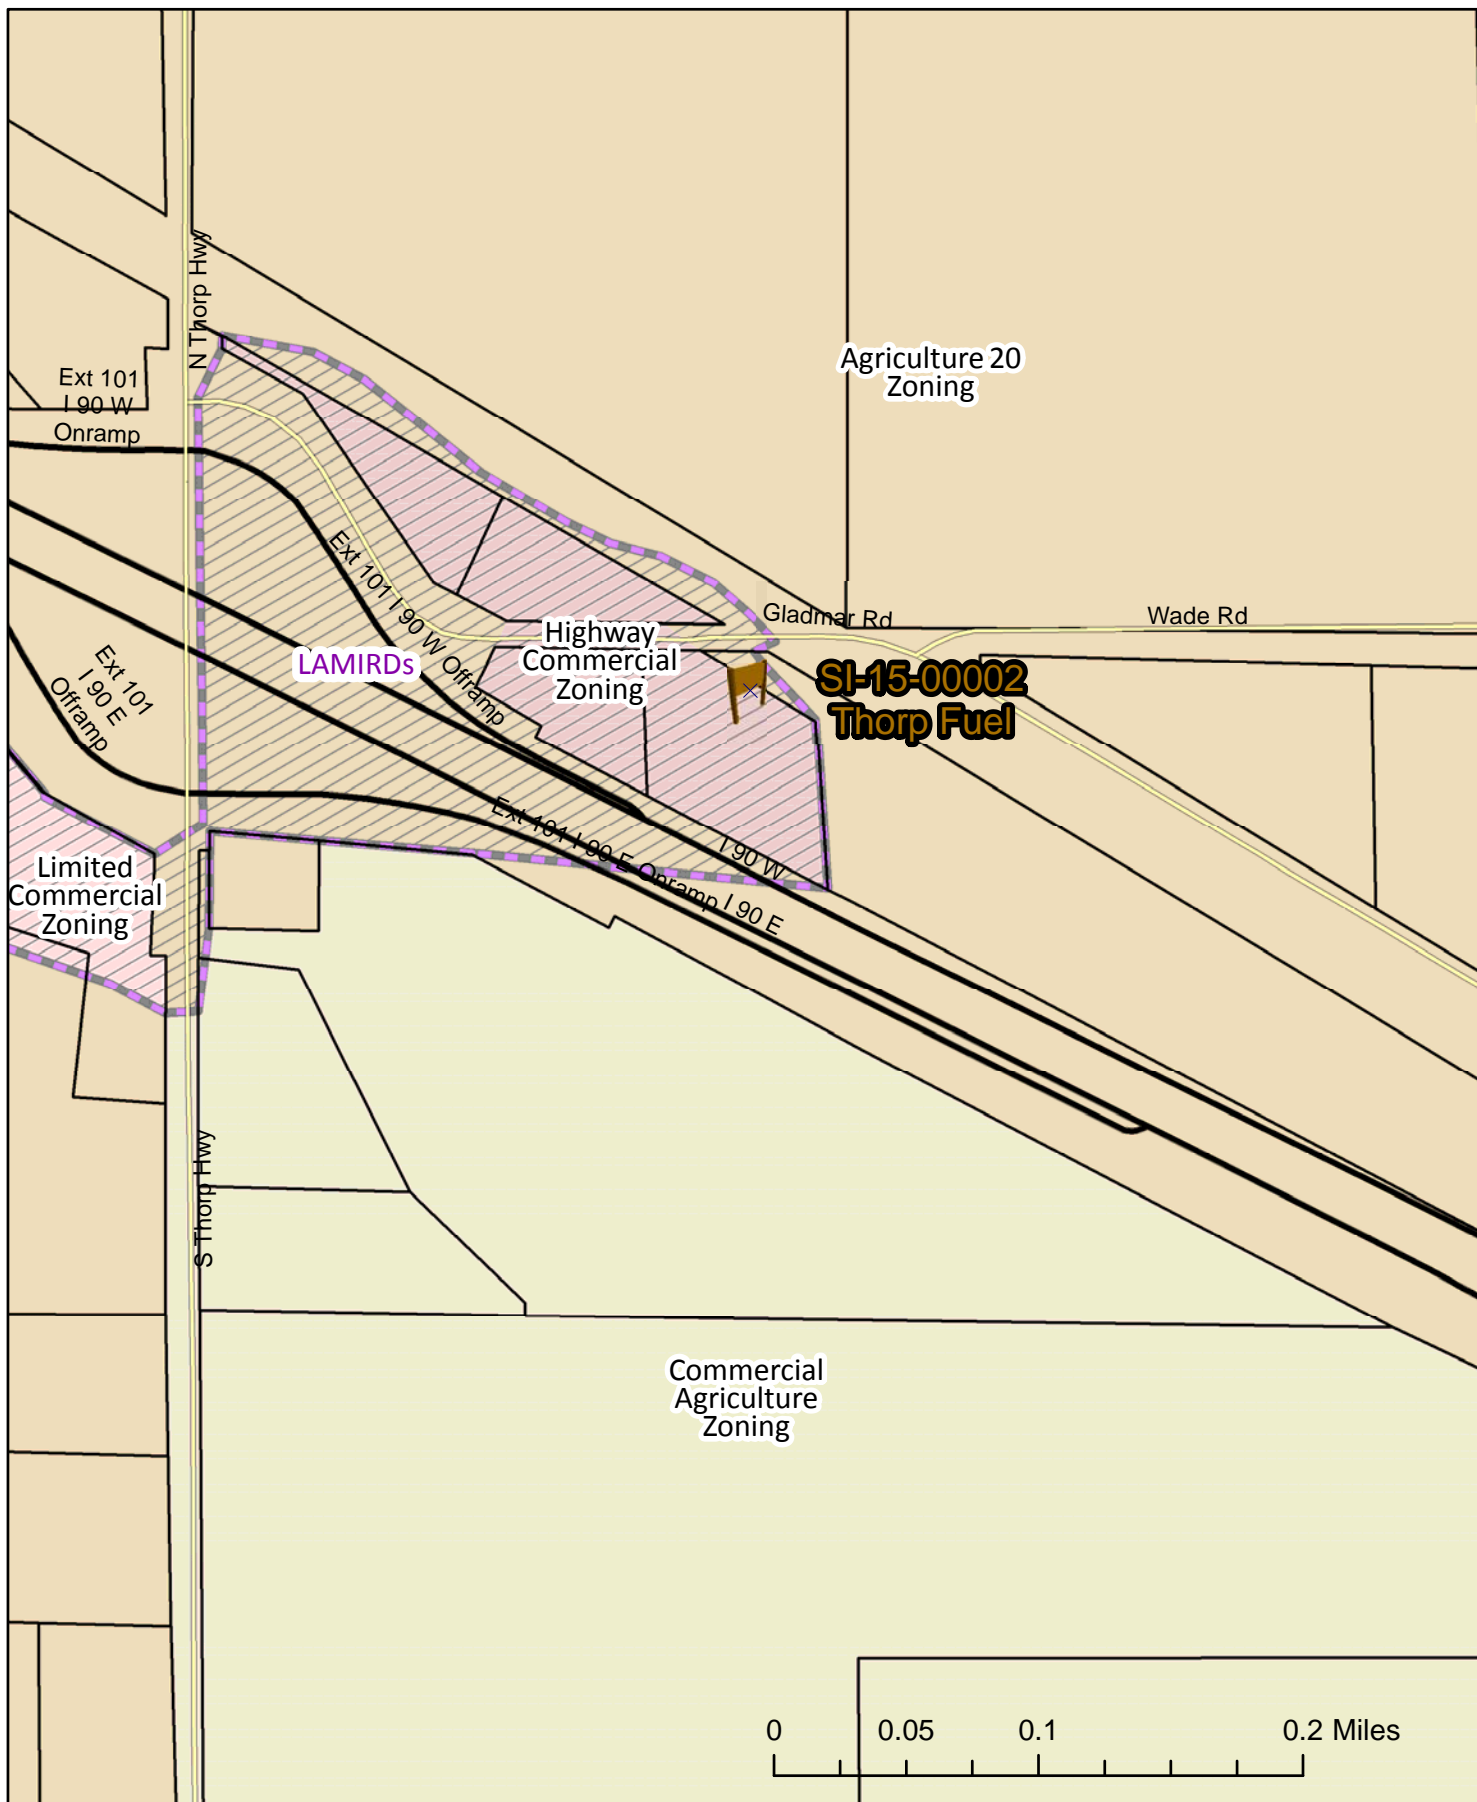 N Thorp Hwy
Agriculture 20
Zoning
Ext 101
I 90 W
Onramp
Ext 101 I 90 W Offramp
Gladmar Rd
Wade Rd
Highway
Commercial
Zoning
LAMIRDs
Ext 101
I 90 E
Offramp
SI-15-00002
Thorp Fuel
Ext 101 I 90 E Onramp
I 90 W
I 90 E
Limited
Commercial
Zoning
S Thorp Hwy
Commercial
Agriculture
Zoning
0 0.05 0.1 0.2 Miles